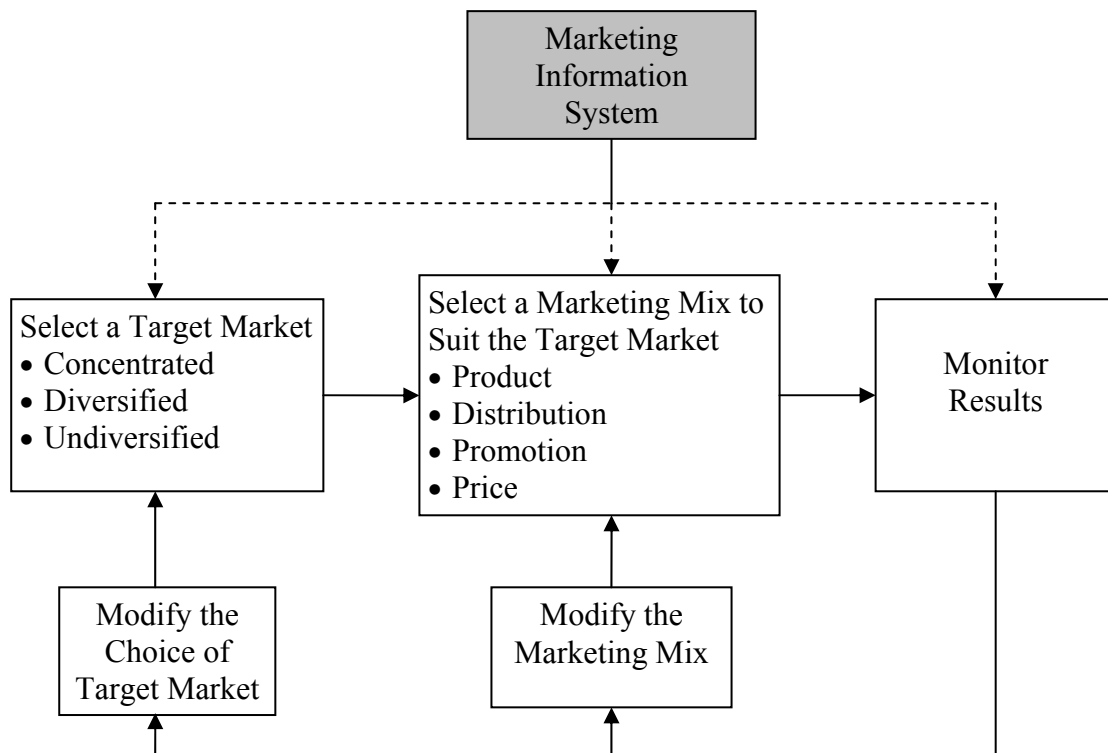 Marketing
Information
System
Select a Target Market
• Concentrated
• Diversified
• Undiversified
Select a Marketing Mix to
Suit the Target Market
• Product
• Distribution
• Promotion
• Price
Monitor
Results
Modify the
Choice of
Target Market
Modify the
Marketing Mix